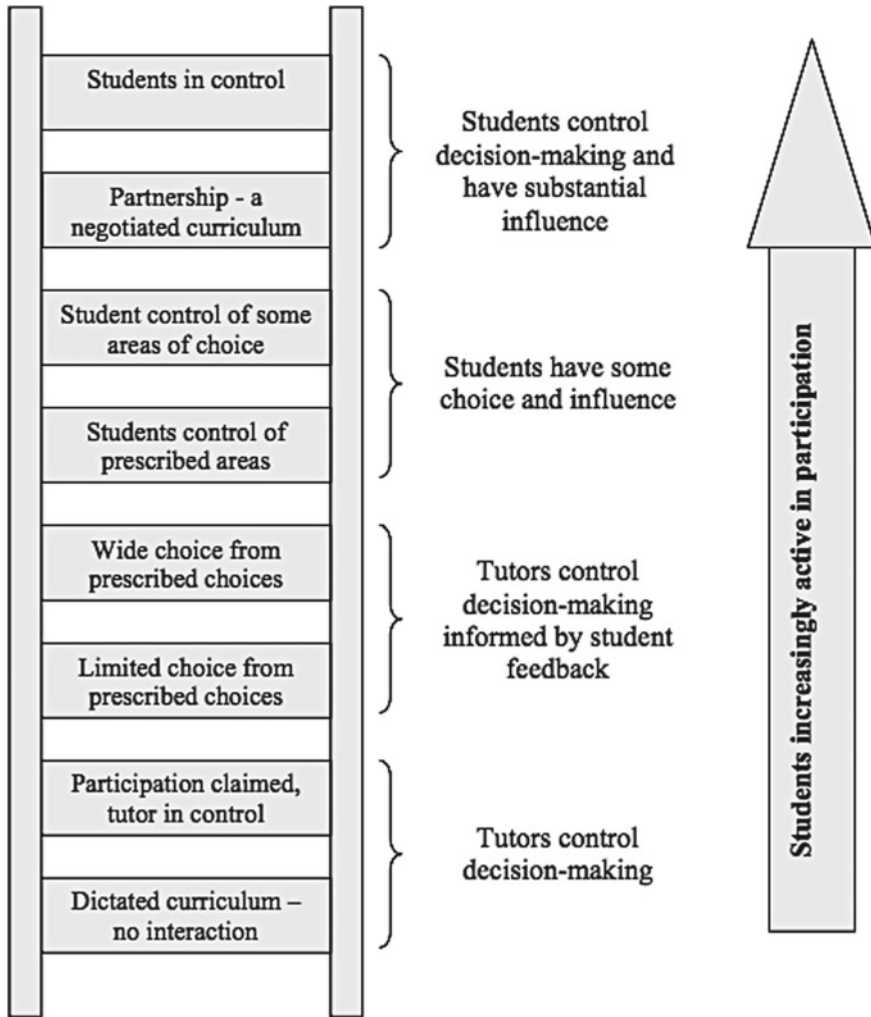 Students in control
Partnership - a
negotiated curriculum
Students control
decision-making and
have substantial
influence
Student control of some
areas of choice
Students control of
prescribed areas
Students have some
choice and influence
Wide choice from
prescribed choices
Limited choice from
prescribed choices
Tutors control
decision-making
informed by student
feedback
Participation claimed,
tutor in control
Dictated curriculum –
no interaction
Tutors control
decision-making
Students increasingly active in participation